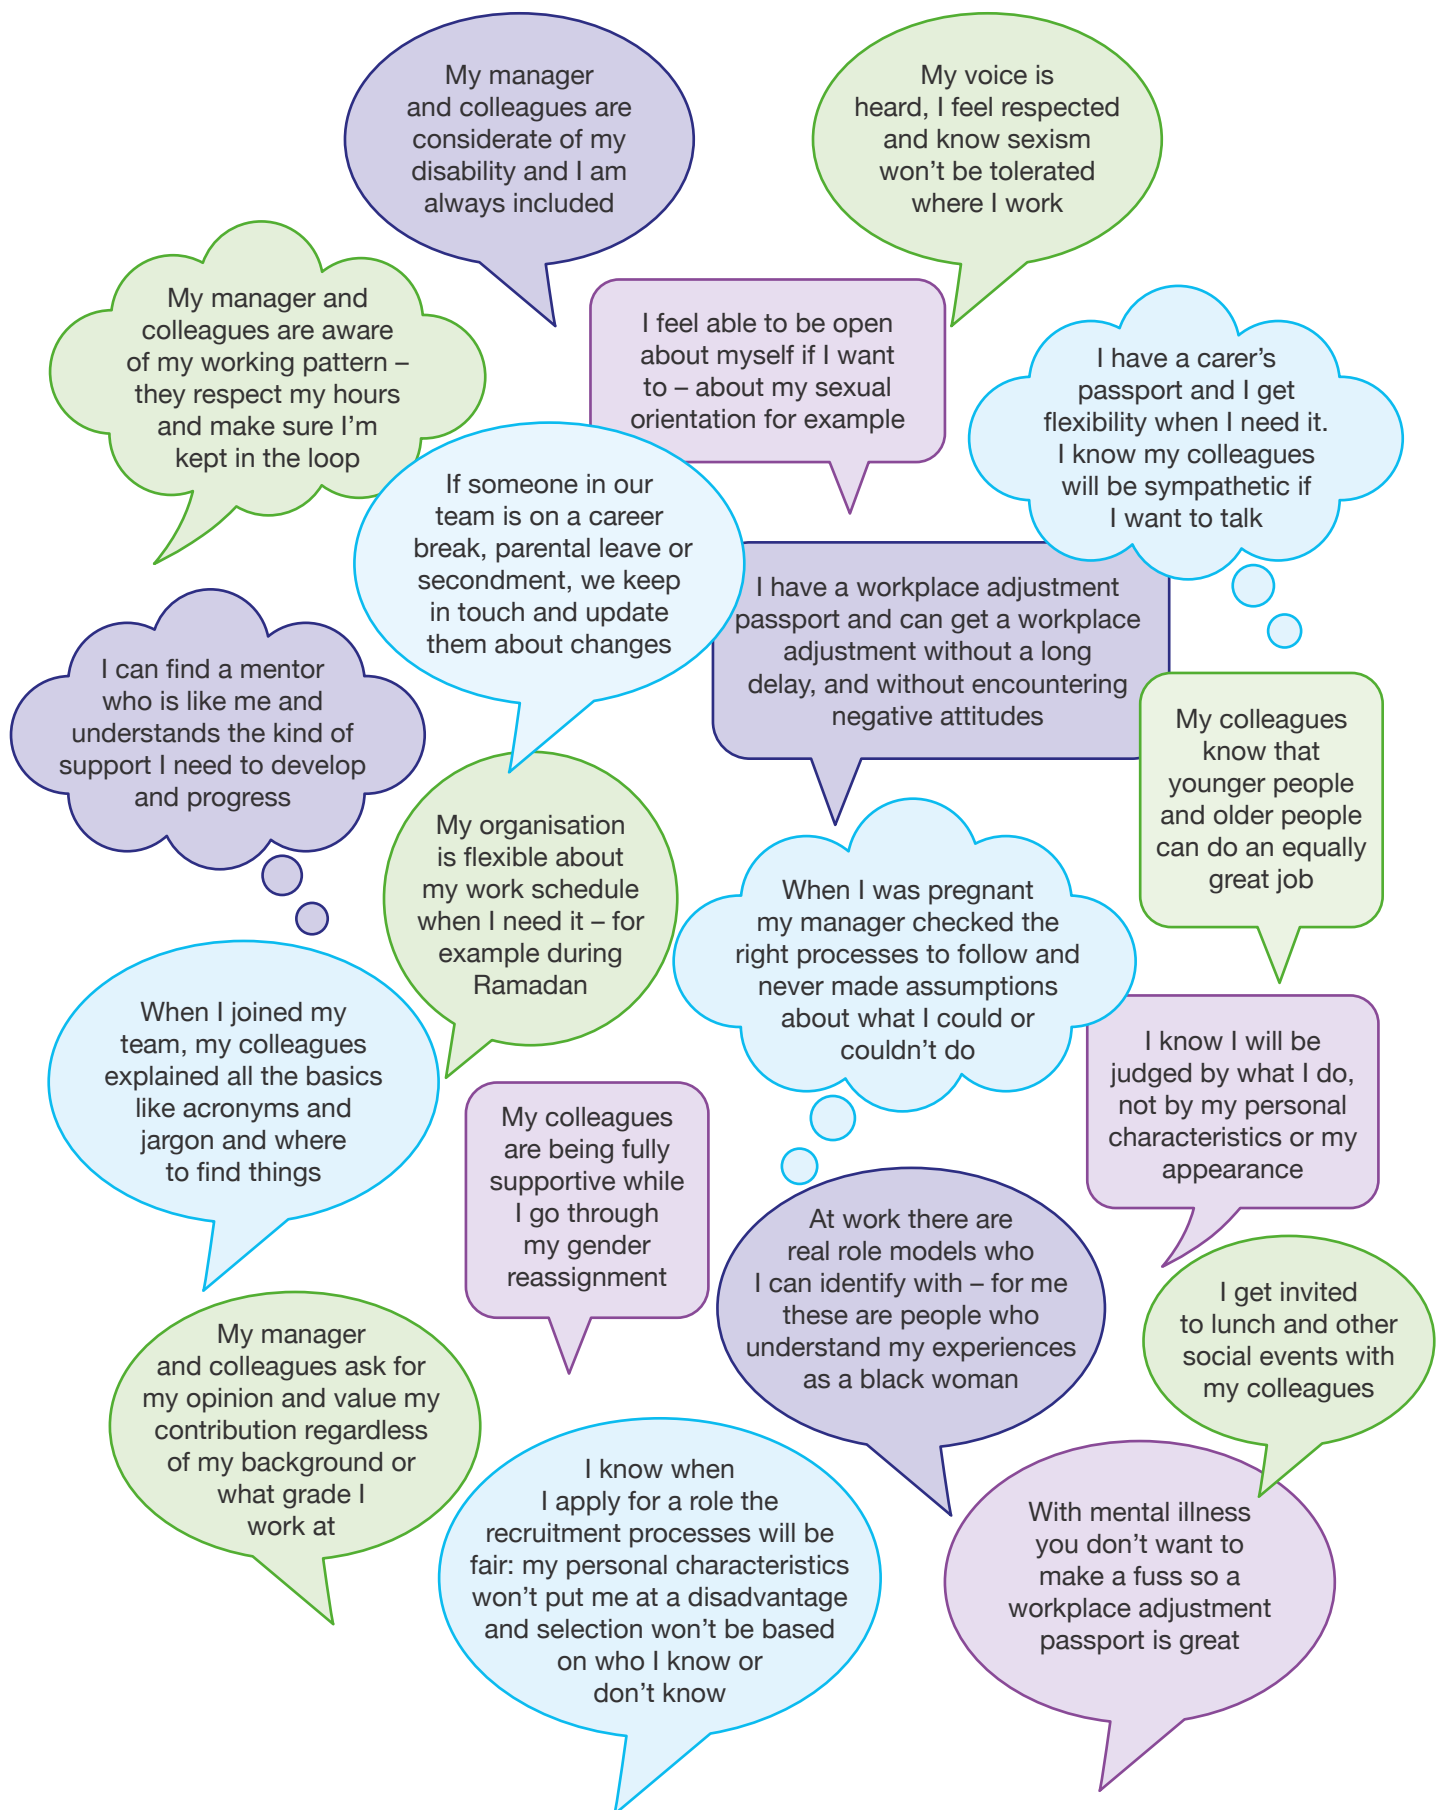 My manager
and colleagues are
considerate of my
disability and I am
always included
My voice is
heard, I feel respected
and know sexism
won’t be tolerated
where I work
My manager and
colleagues are aware
of my working pattern –
they respect my hours
and make sure I’m
kept in the loop
I feel able to be open
about myself if I want
to – about my sexual
orientation for example
I have a carer’s
passport and I get
flexibility when I need it.
I know my colleagues
will be sympathetic if
I want to talk
If someone in our
team is on a career
break, parental leave or
secondment, we keep
in touch and update
them about changes
I have a workplace adjustment
passport and can get a workplace
adjustment without a long
delay, and without encountering
negative attitudes
I can find a mentor
who is like me and
understands the kind of
support I need to develop
and progress
My colleagues
know that
younger people
and older people
can do an equally
great job
My organisation
is flexible about
my work schedule
when I need it – for
example during
Ramadan
When I was pregnant
my manager checked the
right processes to follow and
never made assumptions
about what I could or
couldn’t do
When I joined my
team, my colleagues
explained all the basics
like acronyms and
jargon and where
to find things
I know I will be
judged by what I do,
not by my personal
characteristics or my
appearance
My colleagues
are being fully
supportive while
I go through
my gender
reassignment
At work there are
real role models who
I can identify with – for me
these are people who
understand my experiences
as a black woman
I get invited
to lunch and other
social events with
my colleagues
My manager
and colleagues ask for
my opinion and value my
contribution regardless
of my background or
what grade I
work at
I know when
I apply for a role the
recruitment processes will be
fair: my personal characteristics
won’t put me at a disadvantage
and selection won’t be based
on who I know or
don’t know
With mental illness
you don’t want to
make a fuss so a
workplace adjustment
passport is great